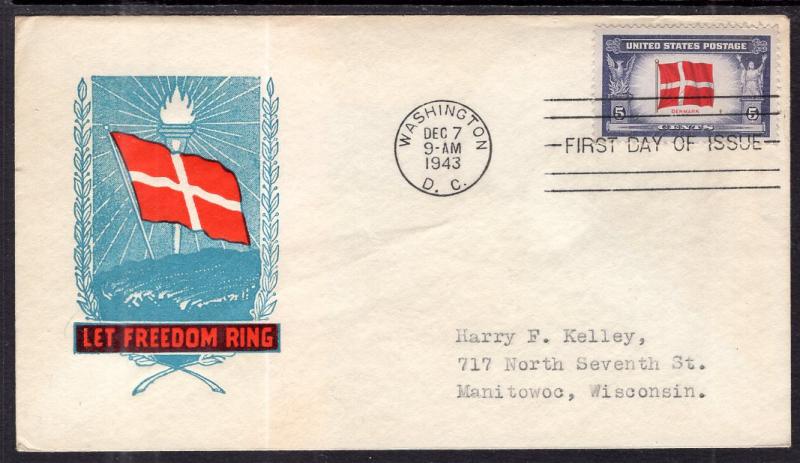 UNITED STATES POSTAGE
DENMARK
5 5
CENTS
WASHINGTON
DEC 7
9-AM
1943
D. C.
FIRST DAY OF ISSUE
LET FREEDOM RING
Harry F. Kelley,
717 North Seventh St.
Manitowoc, Wisconsin.